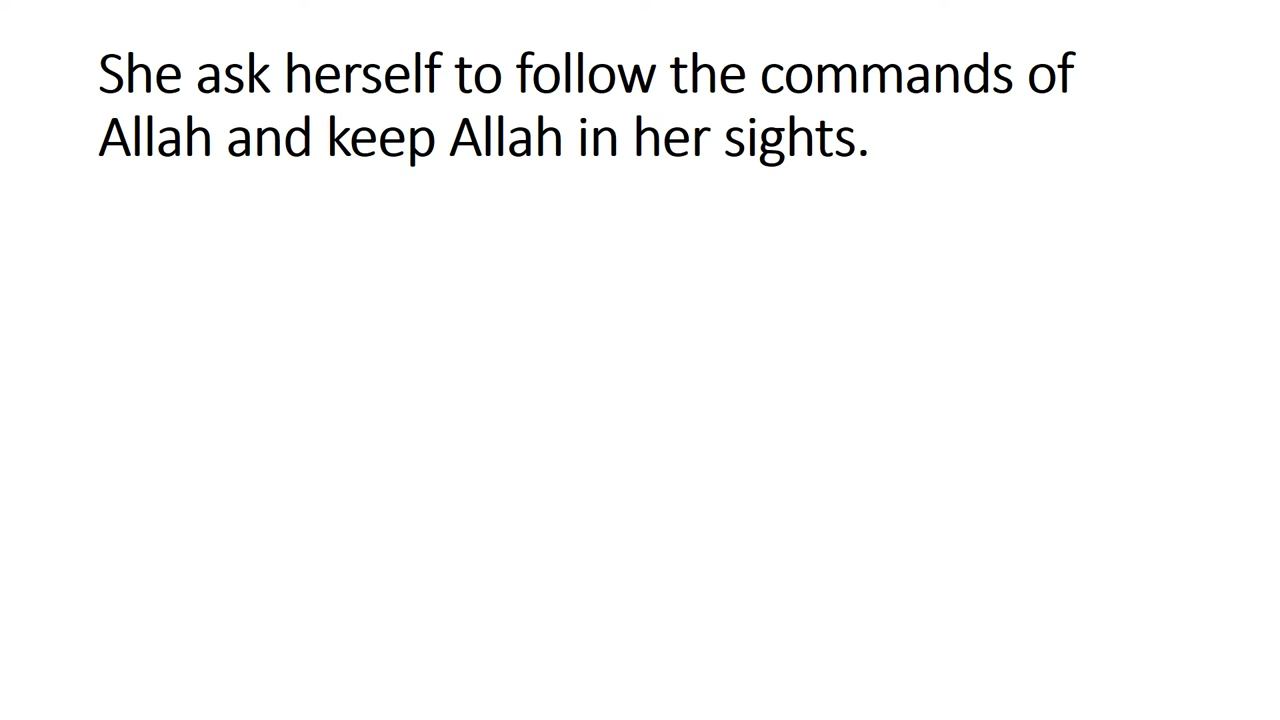 She ask herself to follow the commands of
Allah and keep Allah in her sights.